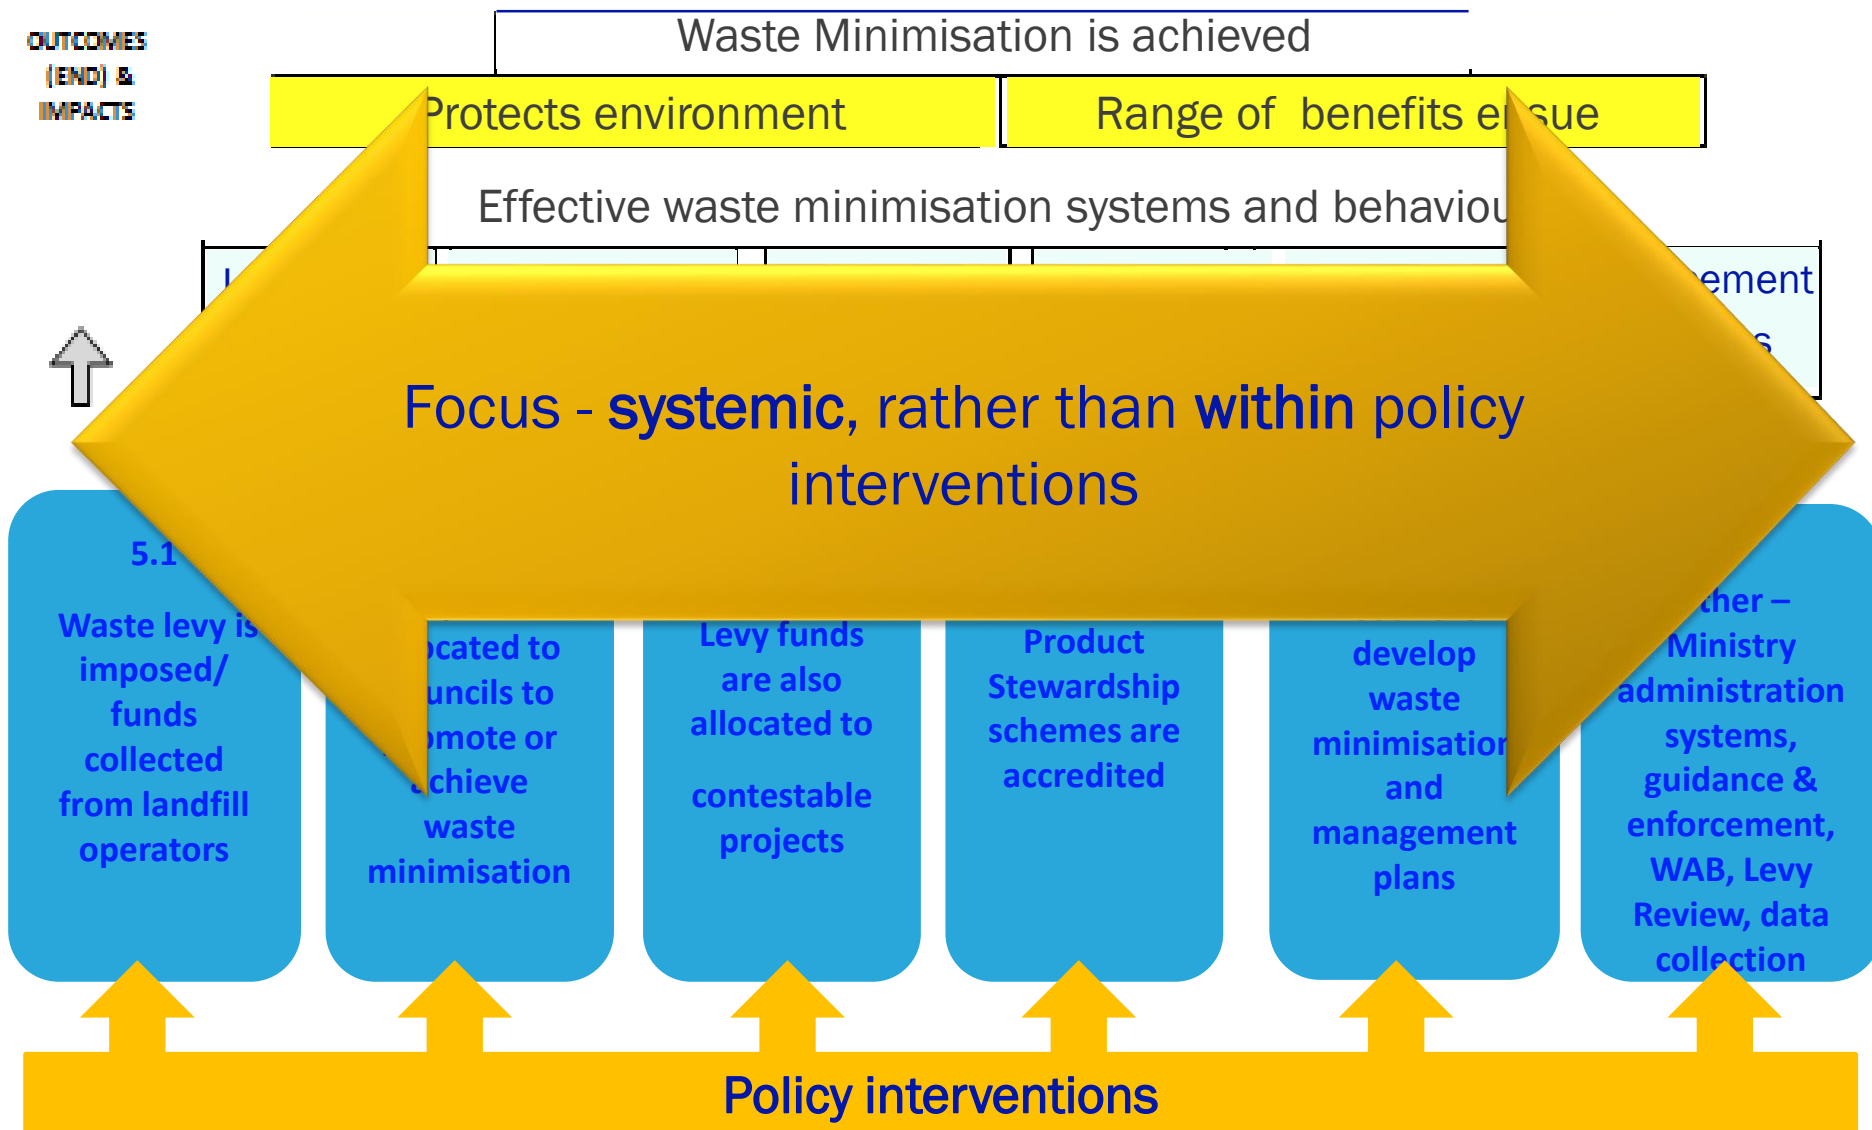 OUTCOMES
(END) &
IMPACTS
Waste Minimisation is achieved
Protects environment
Range of benefits ensue
Effective waste minimisation systems and behaviou
ement
s
Focus - systemic, rather than within policy
interventions
5.1
Waste levy is
imposed/
funds
collected
from landfill
operators
ocated to
uncils to
omote or
achieve
waste
minimisation
Levy funds
are also
allocated to
contestable
projects
Product
Stewardship
schemes are
accredited
develop
waste
minimisation
and
management
plans
ther –
Ministry
administration
systems,
guidance &
enforcement,
WAB, Levy
Review, data
collection
Policy interventions